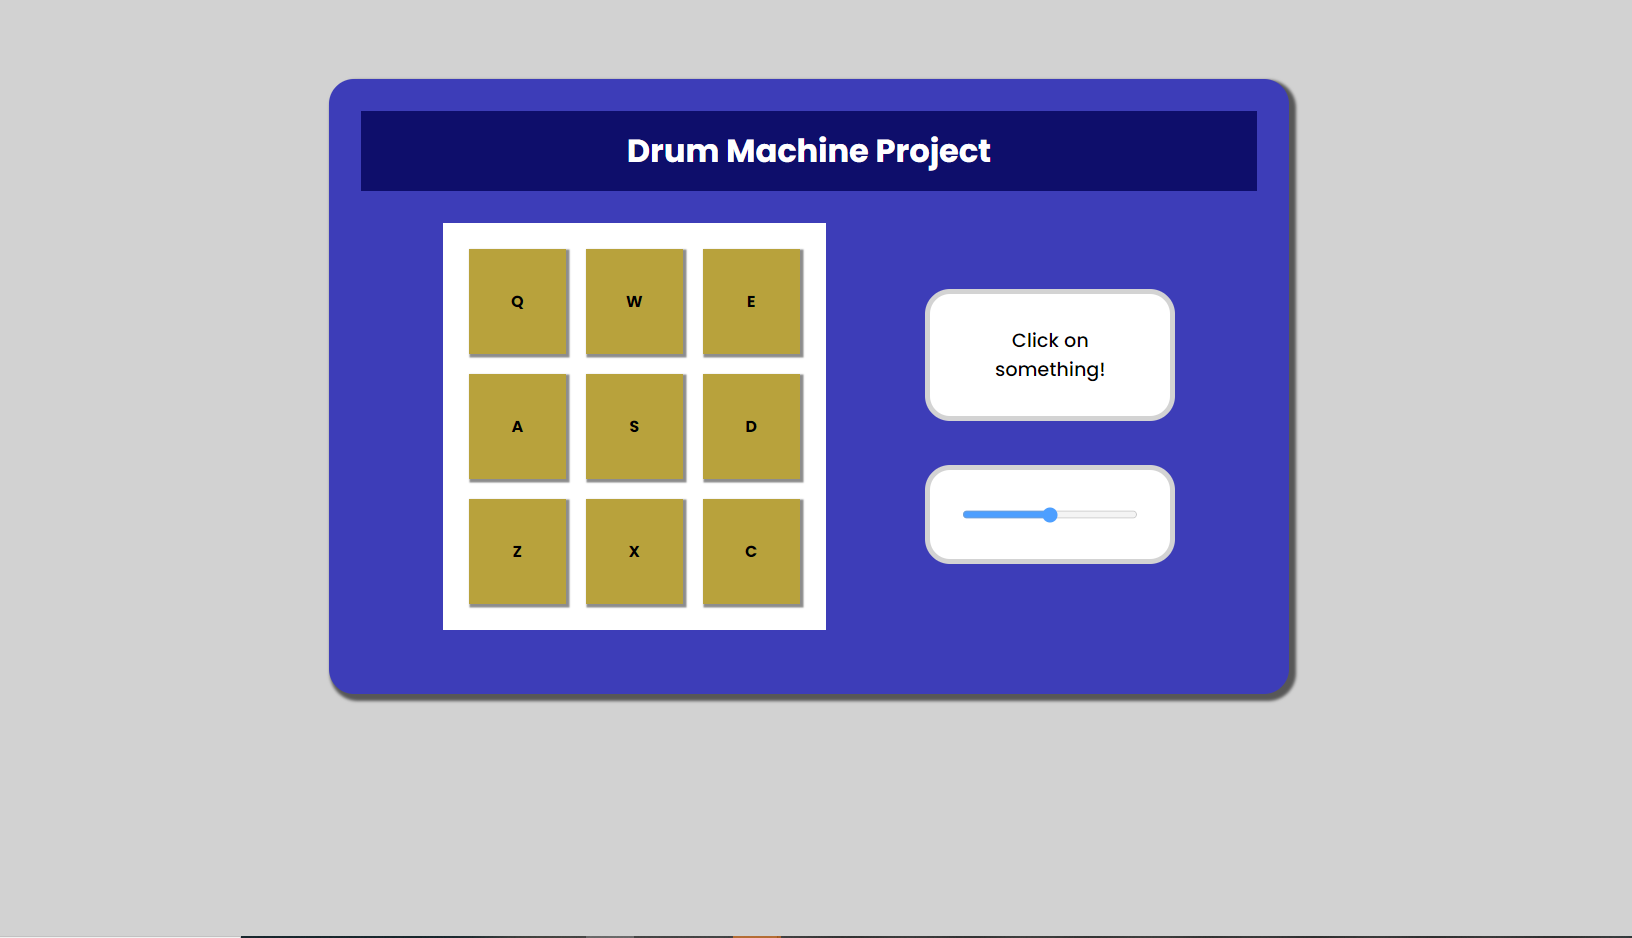 Drum Machine Project
Q W E
A S D
Z X C
Click on
something!